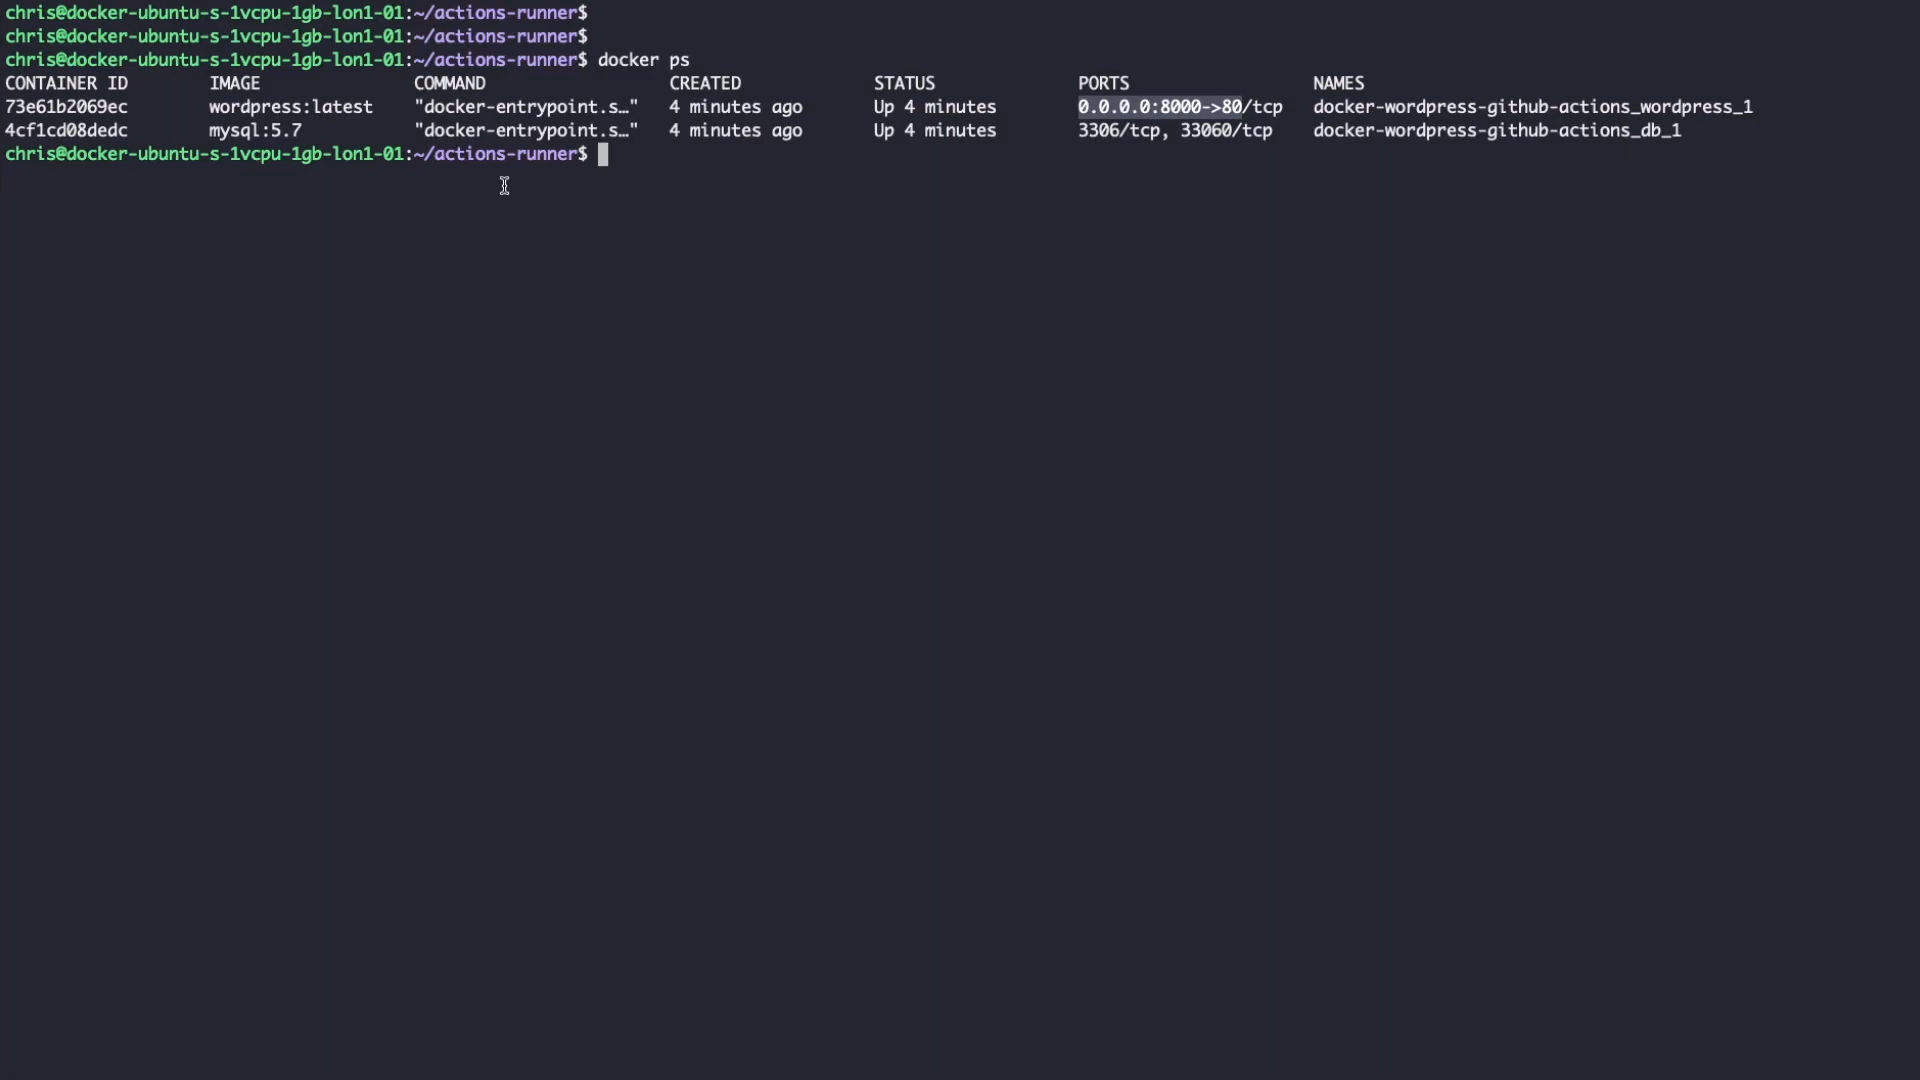 chris@docker-ubuntu-s-1vcpu-1gb-lon1-01:~/actions-runner$
chris@docker-ubuntu-s-1vcpu-1gb-lon1-01:~/actions-runner$
chris@docker-ubuntu-s-1vcpu-1gb-lon1-01:~/actions-runner$ docker ps
CONTAINER ID        IMAGE               COMMAND                  CREATED             STATUS              PORTS                  NAMES
73e61b2069ec        wordpress:latest    "docker-entrypoint.s…"   4 minutes ago       Up 4 minutes        0.0.0.0:8000->80/tcp   docker-wordpress-github-actions_wordpress_1
4cf1cd08dedc        mysql:5.7           "docker-entrypoint.s…"   4 minutes ago       Up 4 minutes        3306/tcp, 33060/tcp    docker-wordpress-github-actions_db_1
chris@docker-ubuntu-s-1vcpu-1gb-lon1-01:~/actions-runner$